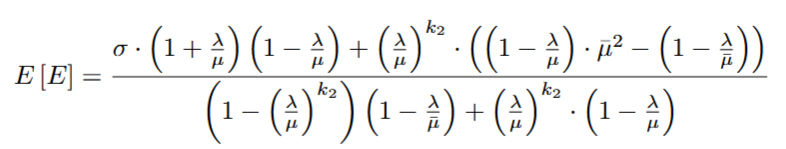 E[E] = \frac{\sigma \cdot \left(1 + \frac{\lambda}{\mu}\right) \left(1 - \frac{\lambda}{\mu}\right) + \left(\frac{\lambda}{\mu}\right)^{k_2} \cdot \left(\left(1 - \frac{\lambda}{\mu}\right) \cdot \bar{\mu}^2 - \left(1 - \frac{\lambda}{\bar{\mu}}\right)\right)}{\left(1 - \left(\frac{\lambda}{\mu}\right)^{k_2}\right) \left(1 - \frac{\lambda}{\bar{\mu}}\right) + \left(\frac{\lambda}{\mu}\right)^{k_2} \cdot \left(1 - \frac{\lambda}{\mu}\right)}